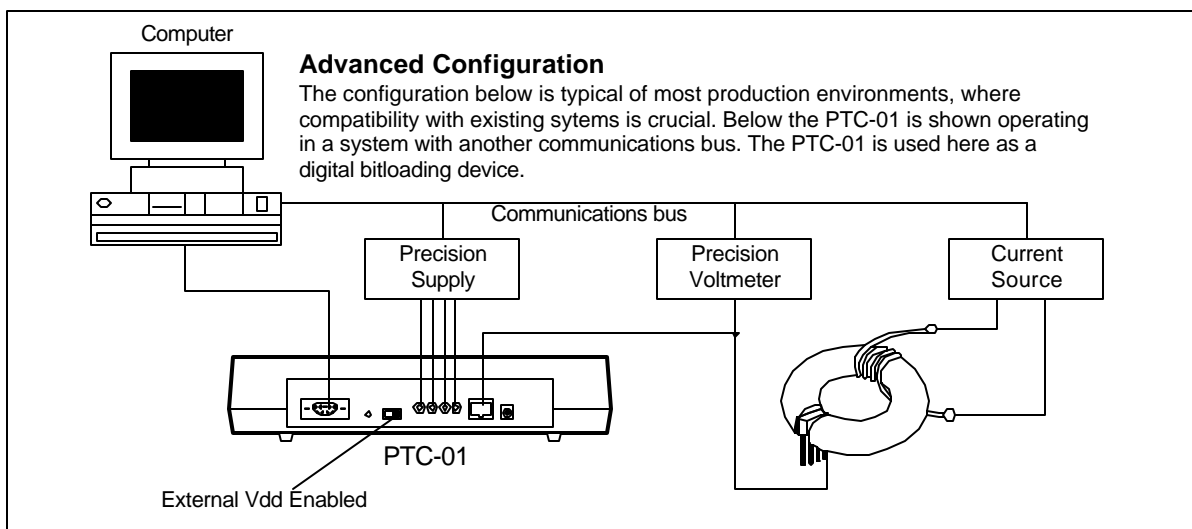 Computer
Advanced Configuration
The configuration below is typical of most production environments, where
compatibility with existing sytems is crucial. Below the PTC-01 is shown operating
in a system with another communications bus. The PTC-01 is used here as a
digital bitloading device.
Communications bus
Precision
Supply
Precision
Voltmeter
Current
Source
PTC-01
External Vdd Enabled